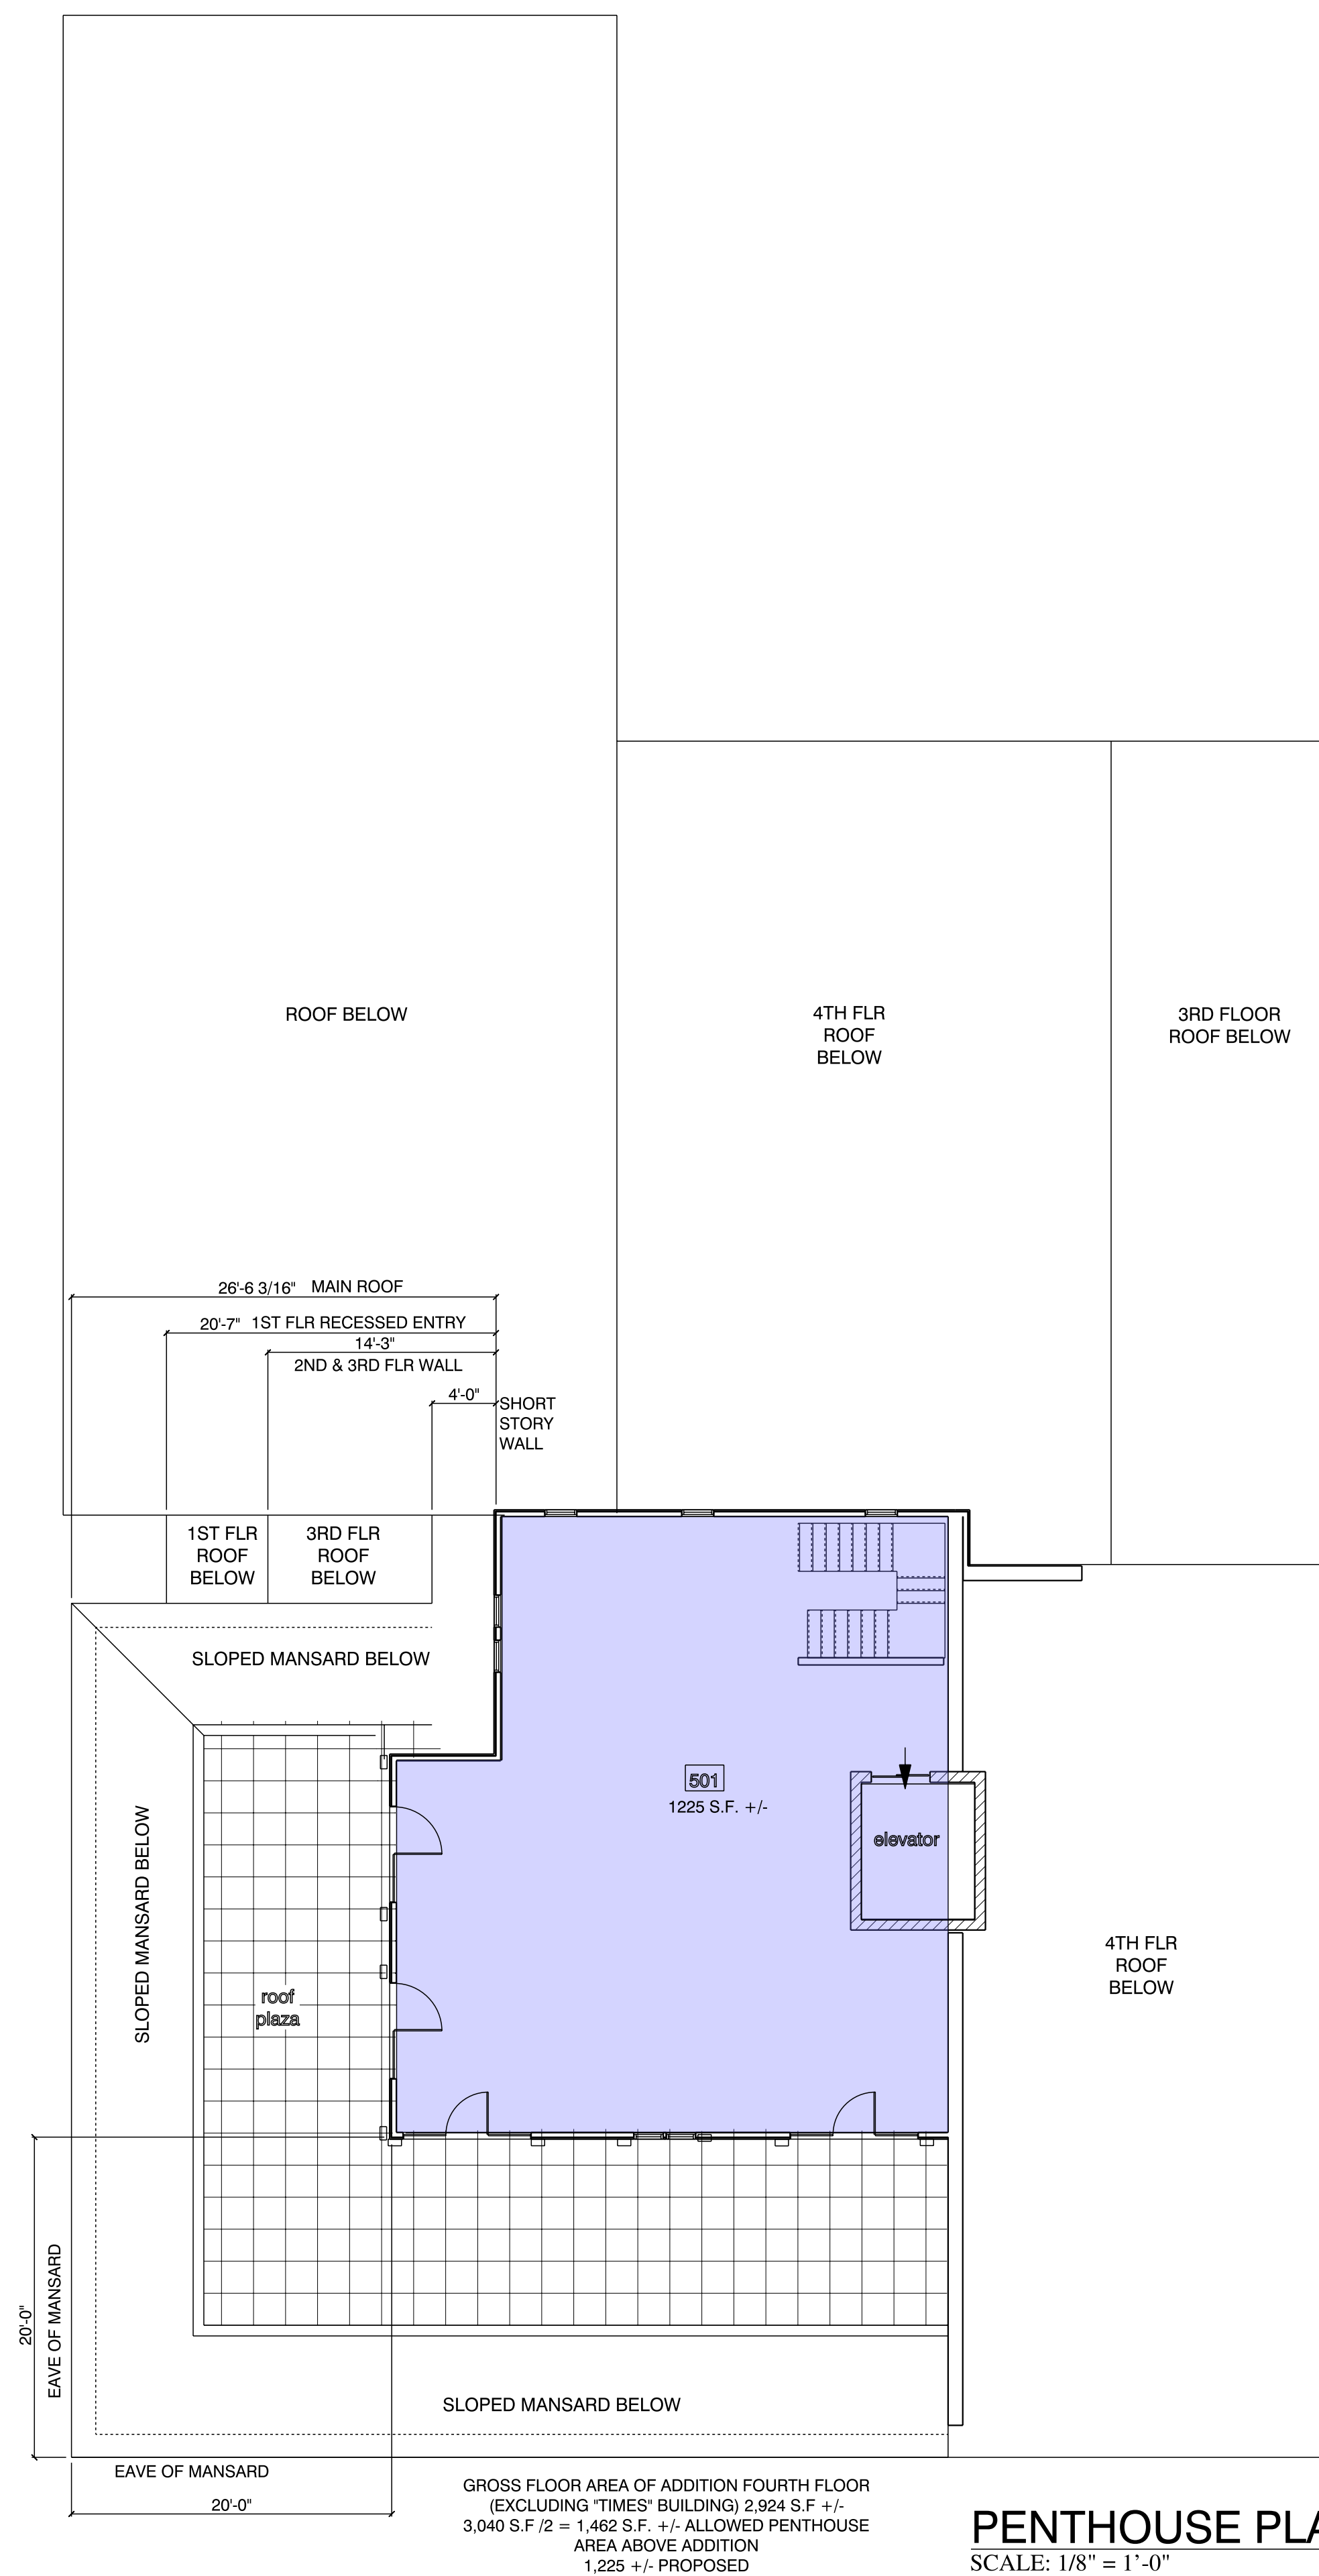 ROOF BELOW
4TH FLR
ROOF
BELOW
3RD FLOOR
ROOF BELOW
26'-6 3/16" MAIN ROOF
20'-7" 1ST FLR RECESSED ENTRY
14'-3"
2ND & 3RD FLR WALL
4'-0"
SHORT
STORY
WALL
1ST FLR
ROOF
BELOW
3RD FLR
ROOF
BELOW
SLOPED MANSARD BELOW
501
1225 S.F. +/-
elevator
SLOPED MANSARD BELOW
roof
plaza
4TH FLR
ROOF
BELOW
20'-0"
EAVE OF MANSARD
SLOPED MANSARD BELOW
EAVE OF MANSARD
20'-0"
GROSS FLOOR AREA OF ADDITION FOURTH FLOOR
(EXCLUDING "TIMES" BUILDING) 2,924 S.F +/-
3,040 S.F /2 = 1,462 S.F. +/- ALLOWED PENTHOUSE
AREA ABOVE ADDITION
1,225 +/- PROPOSED
PENTHOUSE PLA
SCALE: 1/8" = 1'-0"